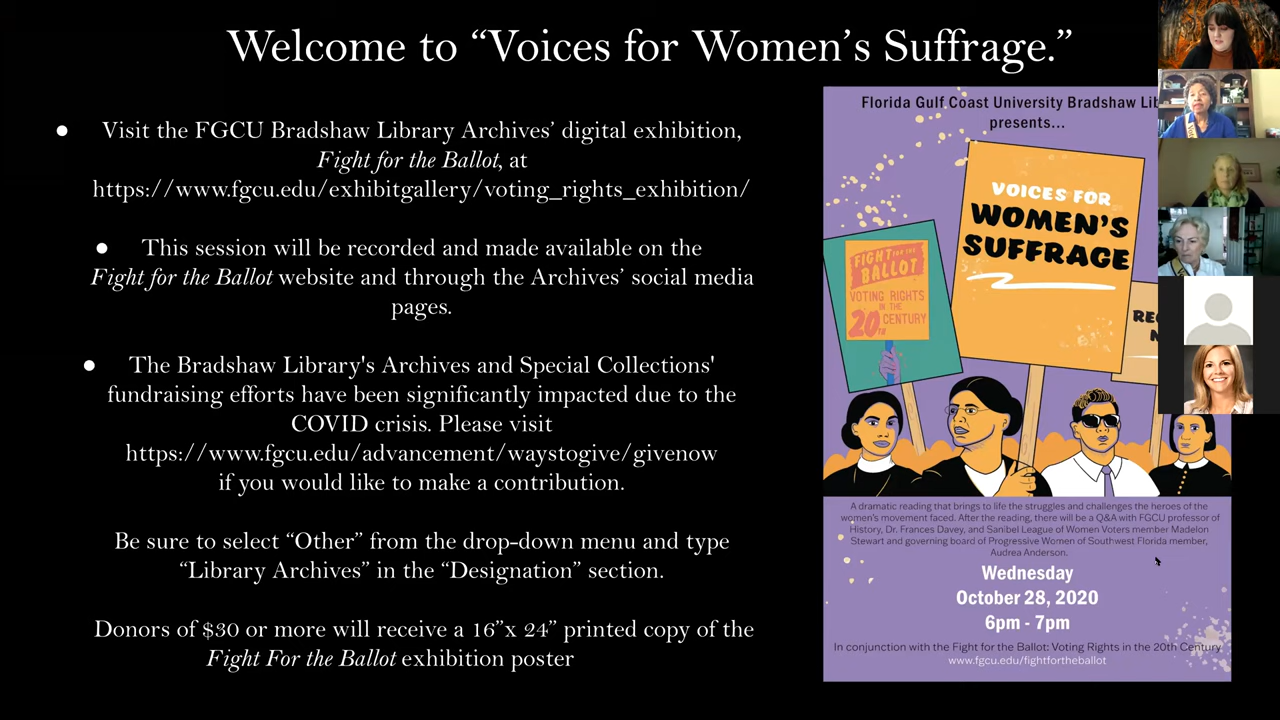 Welcome to “Voices for Women’s Suffrage.”
● Visit the FGCU Bradshaw Library Archives’ digital exhibition,
Fight for the Ballot, at
https://www.fgcu.edu/exhibitgallery/voting_rights_exhibition/
● This session will be recorded and made available on the
Fight for the Ballot website and through the Archives’ social media
pages.
● The Bradshaw Library's Archives and Special Collections'
fundraising efforts have been significantly impacted due to the
COVID crisis. Please visit
https://www.fgcu.edu/advancement/waystogive/givenow
if you would like to make a contribution.
Be sure to select “Other” from the drop-down menu and type
“Library Archives” in the “Designation” section.
Donors of $30 or more will receive a 16”x 24” printed copy of the
Fight For the Ballot exhibition poster
Florida Gulf Coast University Bradshaw
presents...
VOICES FOR
WOMEN'S
SUFFRAGE
FIGHT FOR THE
BALLOT
VOTING RIGHTS
IN THE
20TH CENTURY
A dramatic reading that brings to life the struggles and challenges the heroes of the
women's movement faced. After the reading, there will be a Q&A with FGCU professor of
History, Dr. Frances Davey, and Sanibel League of Women Voters member Madelon
Stewart and governing board of Progressive Women of Southwest Florida member,
Audrea Anderson.
Wednesday
October 28, 2020
6pm - 7pm
In conjunction with the Fight for the Ballot: Voting Rights in the 20th Century
www.fgcu.edu/fightfortheballot